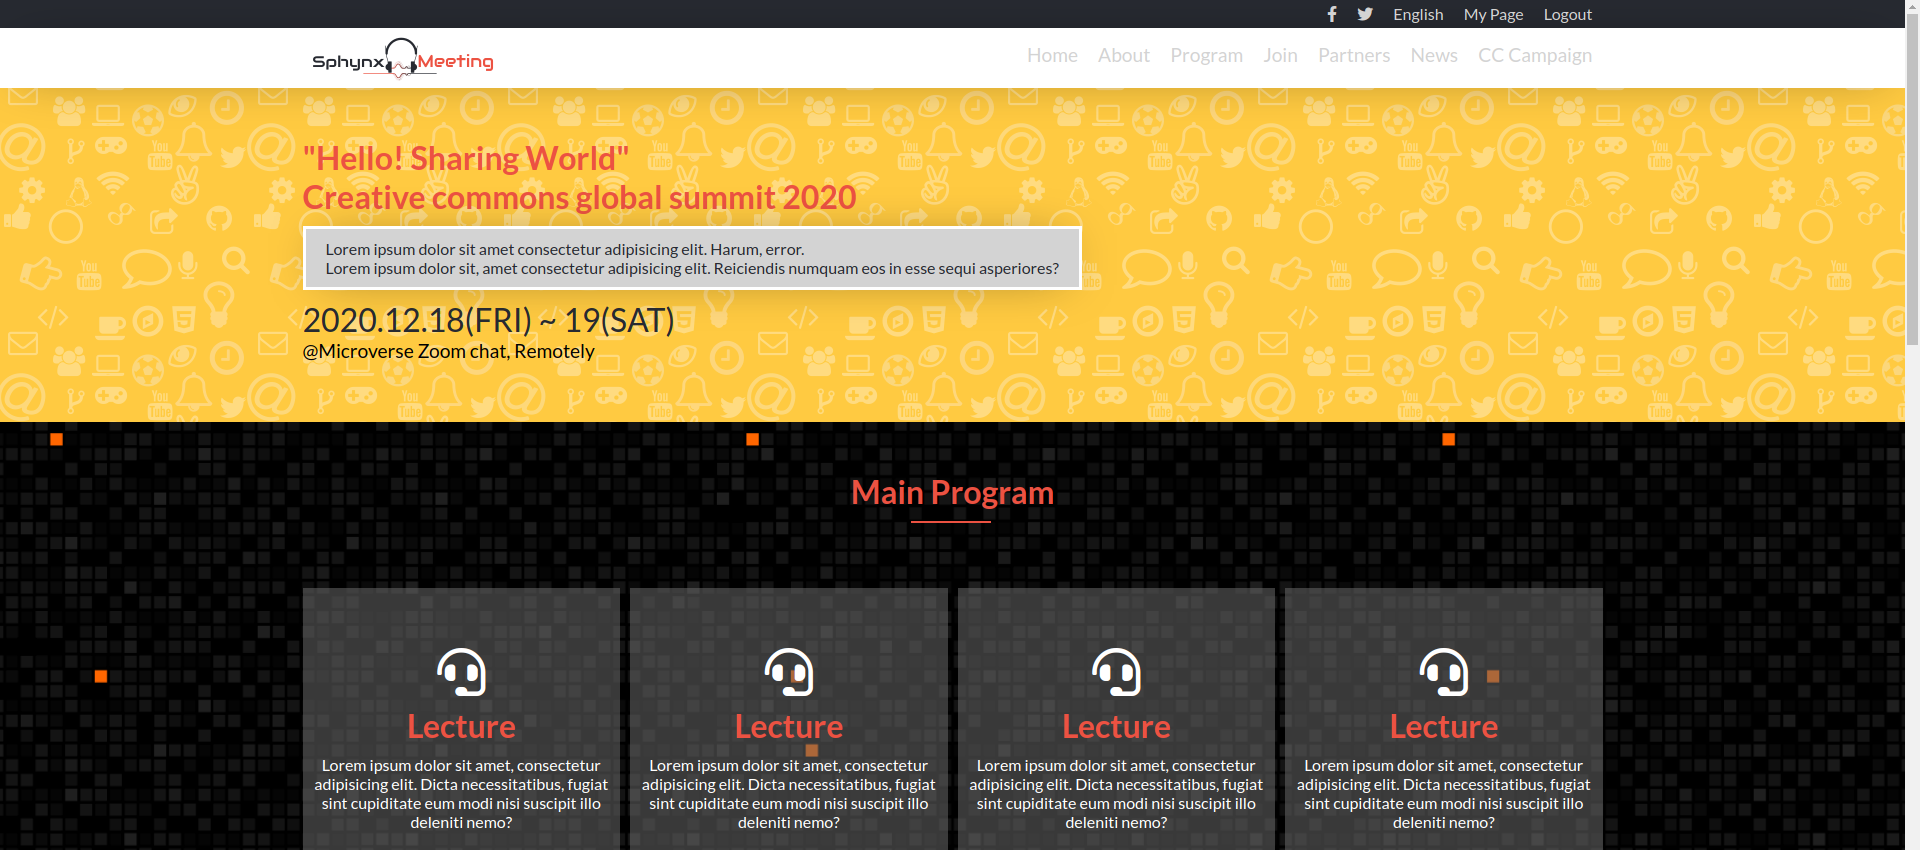 English My Page Logout
Sphynx Meeting
Home About Program Join Partners News CC Campaign
"Hello! Sharing World"
Creative commons global summit 2020
Lorem ipsum dolor sit amet consectetur adipisicing elit. Harum, error.
Lorem ipsum dolor sit, amet consectetur adipisicing elit. Reiciendis numquam eos in esse sequi asperiores?
2020.12.18(FRI) ~ 19(SAT)
@Microverse Zoom chat, Remotely
Main Program
Lecture
Lorem ipsum dolor sit amet, consectetur
adipisicing elit. Dicta necessitatibus, fugiat
sint cupiditate eum modi nisi suscipit illo
deleniti nemo?
Lecture
Lorem ipsum dolor sit amet, consectetur
adipisicing elit. Dicta necessitatibus, fugiat
sint cupiditate eum modi nisi suscipit illo
deleniti nemo?
Lecture
Lorem ipsum dolor sit amet, consectetur
adipisicing elit. Dicta necessitatibus, fugiat
sint cupiditate eum modi nisi suscipit illo
deleniti nemo?
Lecture
Lorem ipsum dolor sit amet, consectetur
adipisicing elit. Dicta necessitatibus, fugiat
sint cupiditate eum modi nisi suscipit illo
deleniti nemo?